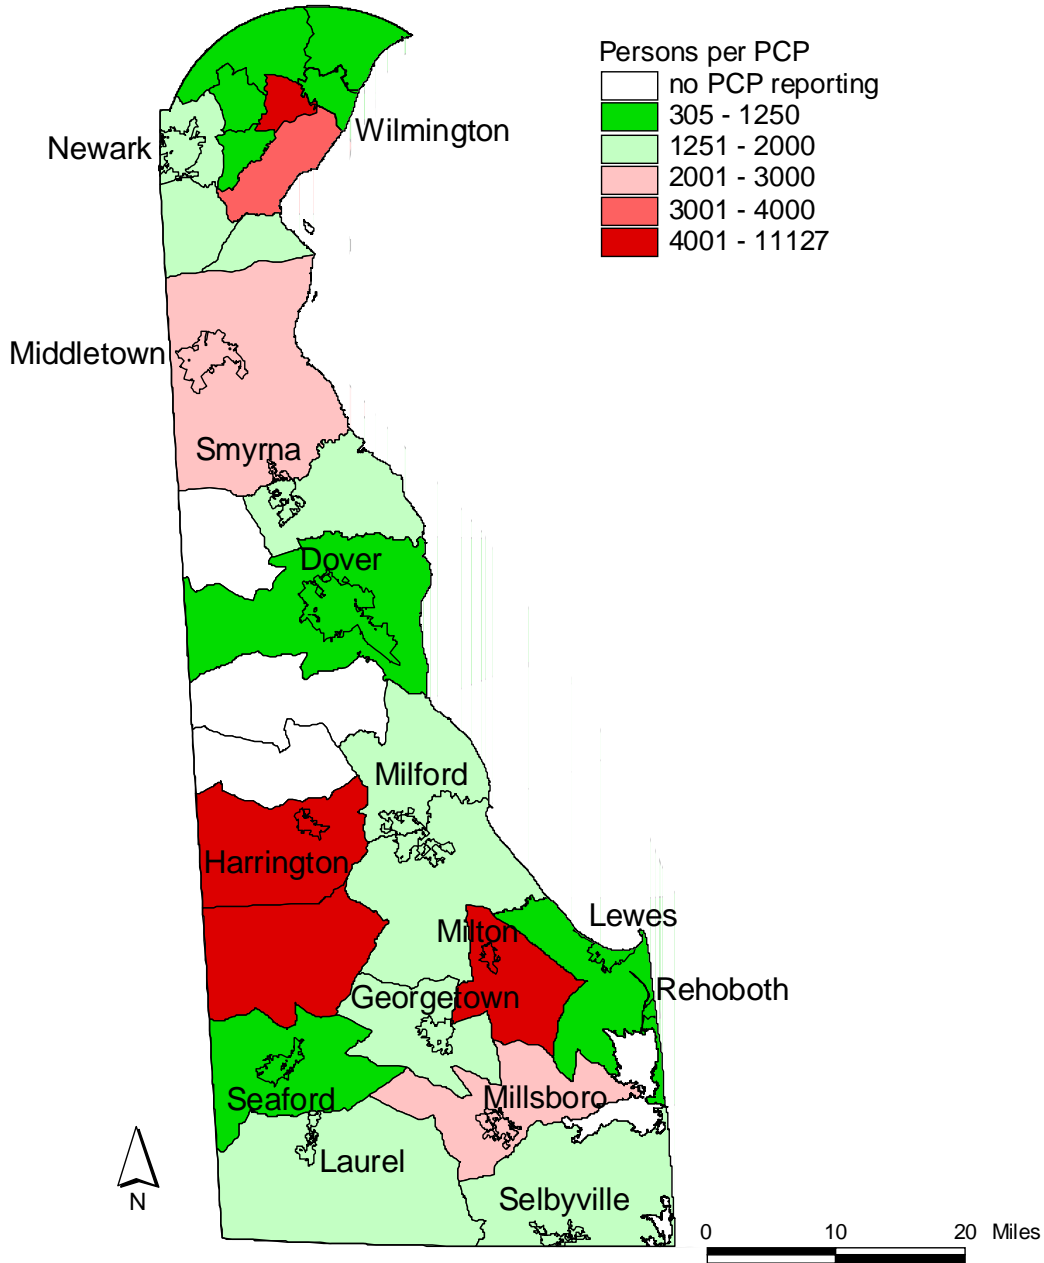 Persons per PCP
no PCP reporting
305 - 1250
1251 - 2000
2001 - 3000
3001 - 4000
4001 - 11127
Wilmington
Newark
Middletown
Smyrna
Dover
Milford
Harrington
Lewes
Milton
Rehoboth
Georgetown
Seaford
Millsboro
Laurel
Selbyville
N
0 10 20 Miles